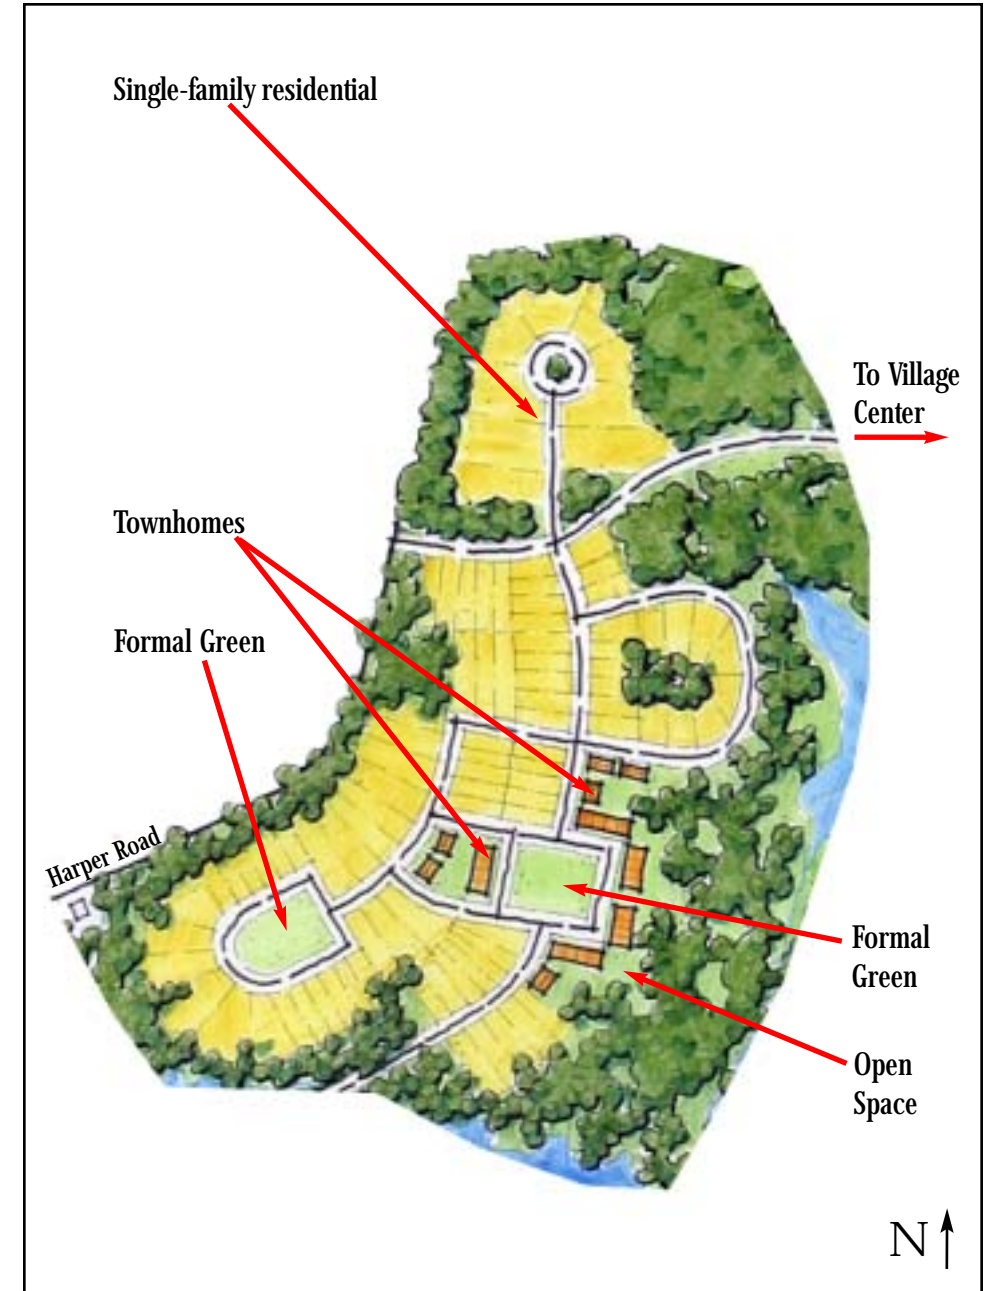 Single-family residential
To Village
Center
Townhomes
Formal Green
Harper Road
Formal
Green
Open
Space
N